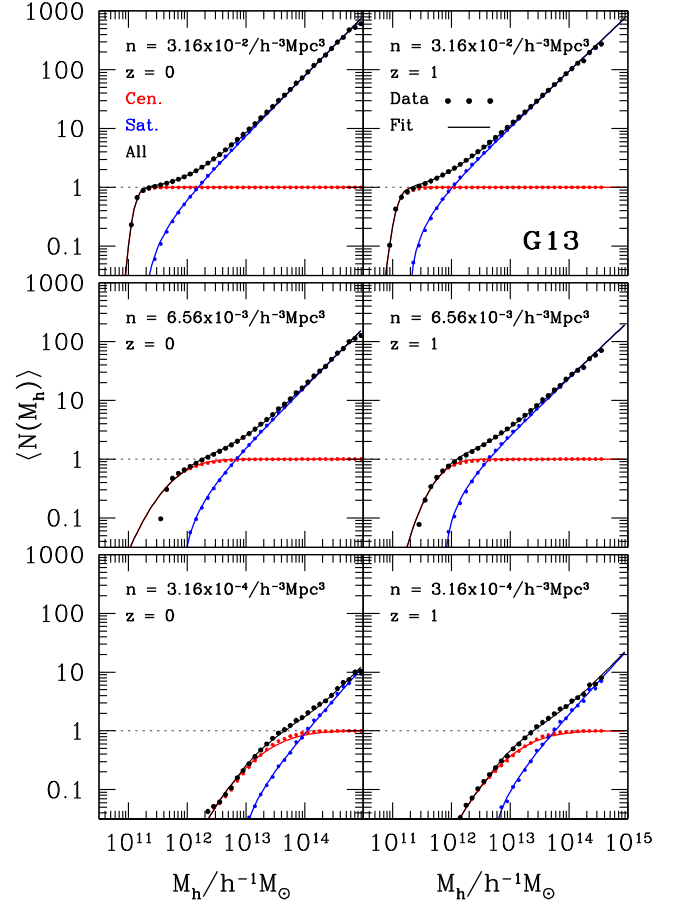 1000
100
10
1
0.1
n = 3.16x10⁻²/h⁻³Mpc³
z = 0
Cen.
Sat.
All
n = 3.16x10⁻²/h⁻³Mpc³
z = 1
Data
Fit
G13
1000
100
10
1
0.1
n = 6.56x10⁻³/h⁻³Mpc³
z = 0
n = 6.56x10⁻³/h⁻³Mpc³
z = 1
⟨N(M_h)⟩
1000
100
10
1
0.1
n = 3.16x10⁻⁴/h⁻³Mpc³
z = 0
n = 3.16x10⁻⁴/h⁻³Mpc³
z = 1
10¹¹ 10¹² 10¹³ 10¹⁴ 10¹¹ 10¹² 10¹³ 10¹⁴ 10¹⁵
M_h/h⁻¹M⊙ M_h/h⁻¹M⊙